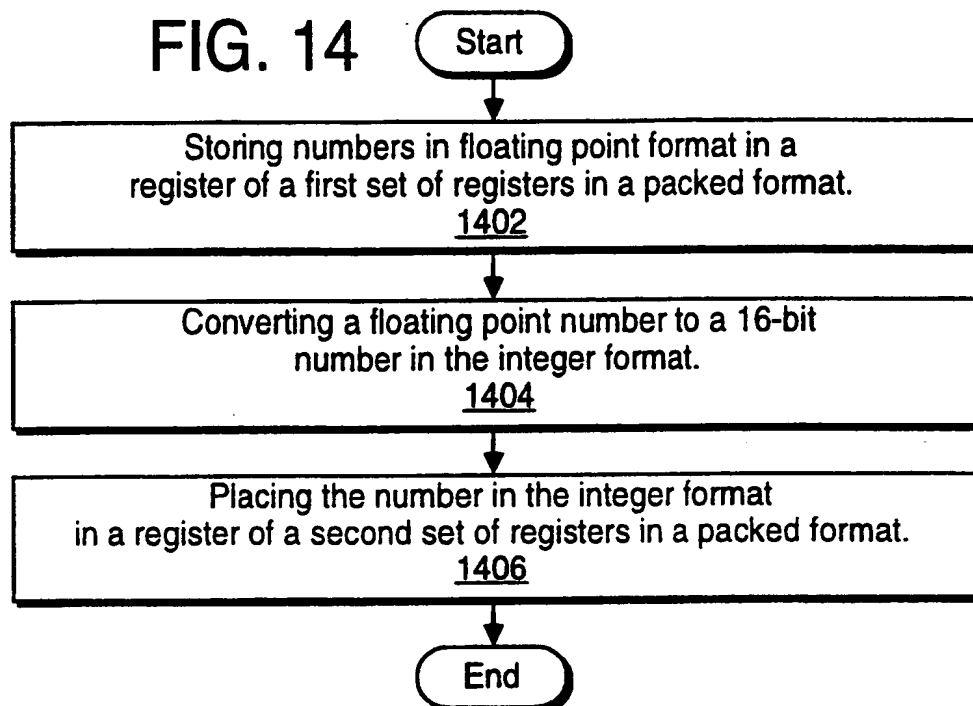 FIG. 14
Start
Storing numbers in floating point format in a
register of a first set of registers in a packed format.
1402
Converting a floating point number to a 16-bit
number in the integer format.
1404
Placing the number in the integer format
in a register of a second set of registers in a packed format.
1406
End